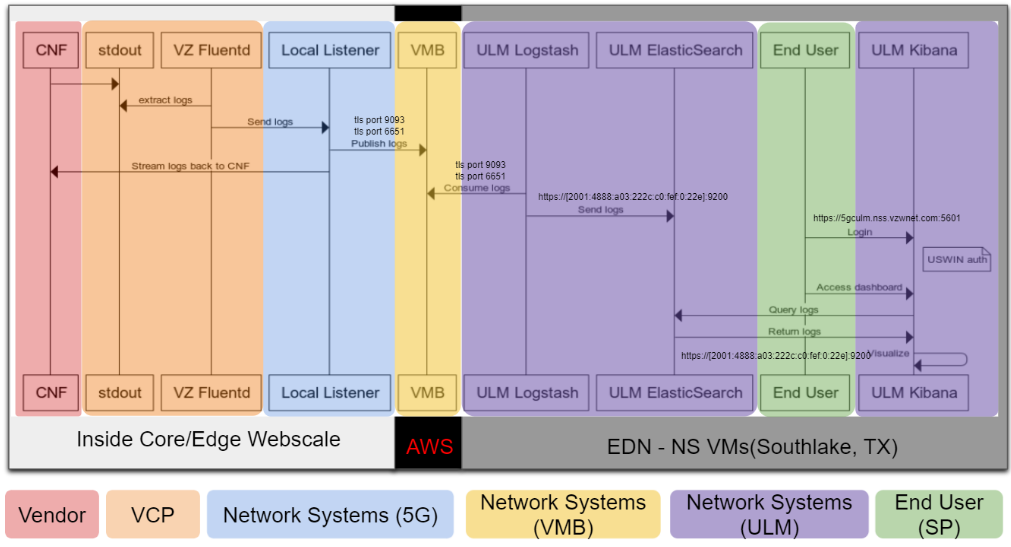 CNF
stdout
VZ Fluentd
Local Listener
VMB
ULM Logstash
ULM ElasticSearch
End User
ULM Kibana
extract logs
Send logs
tls port 9093
tls port 6651
Publish logs
Stream logs back to CNF
tls port 9093
tls port 6651
Consume logs
https://[2001:4888:a03:222c:c0:fef:0:22e]:9200
Send logs
https://5gculm.nss.vzwnet.com:5601
Login
USWIN auth
Access dashboard
Query logs
Return logs
https://[2001:4888:a03:222c:c0:fef:0:22e]:9200
Visualize
CNF
stdout
VZ Fluentd
Local Listener
VMB
ULM Logstash
ULM ElasticSearch
End User
ULM Kibana
Inside Core/Edge Webscale
AWS
EDN - NS VMs(Southlake, TX)
Vendor
VCP
Network Systems (5G)
Network Systems
(VMB)
Network Systems
(ULM)
End User
(SP)